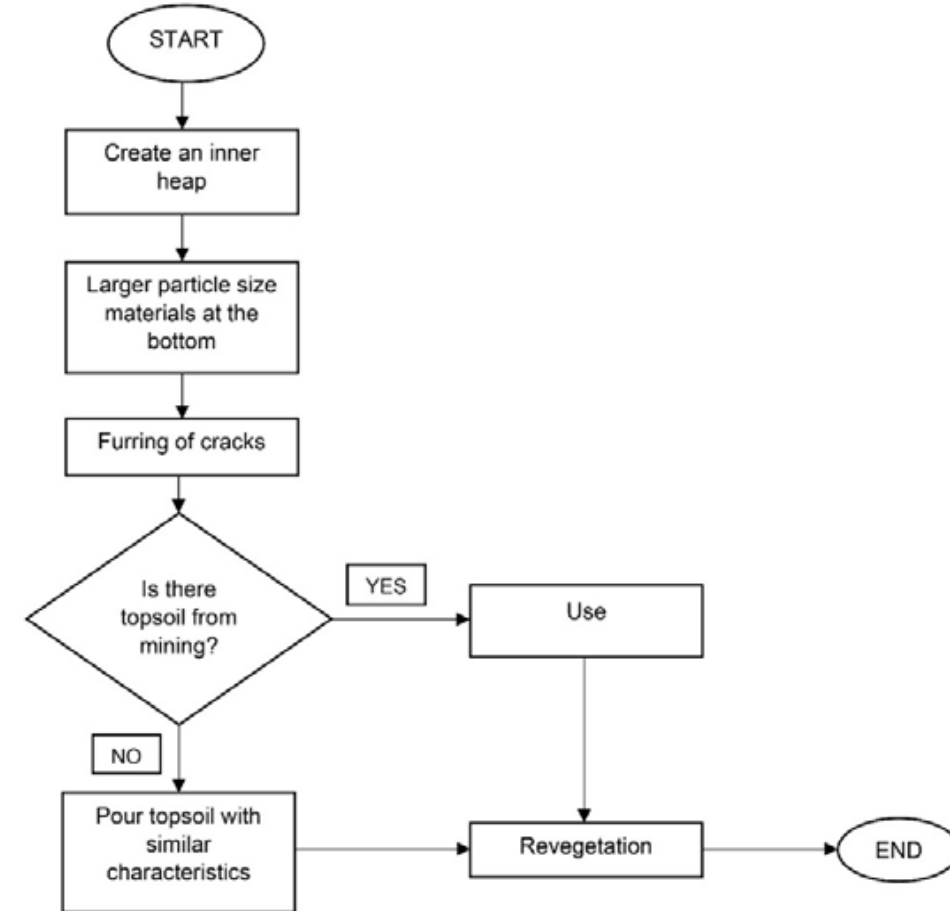 START
Create an inner
heap
Larger particle size
materials at the
bottom
Furring of cracks
Is there
topsoil from
mining?
YES
Use
NO
Pour topsoil with
similar
characteristics
Revegetation
END